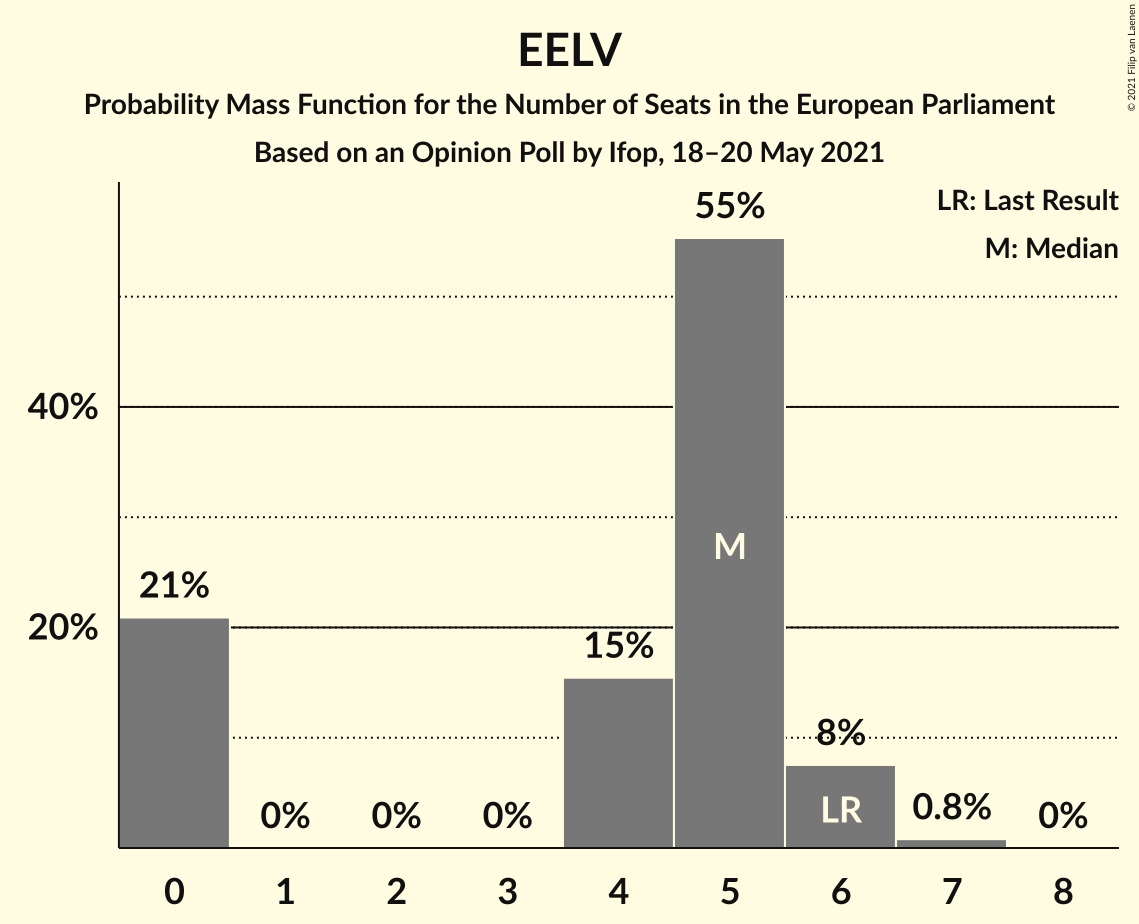 EELV
Probability Mass Function for the Number of Seats in the European Parliament
Based on an Opinion Poll by Ifop, 18–20 May 2021
© 2021 Filip van Laenen
LR: Last Result
M: Median
55%
40%
M
21%
20%
15%
8%
LR
0.8%
0%
0%
0%
0%
0
1
2
3
4
5
6
7
8